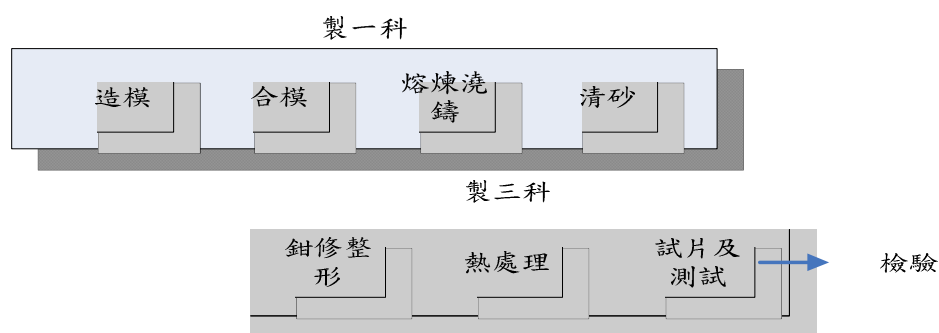 製一科
造模
合模
熔煉澆
鑄
清砂
製三科
鉗修整
形
熱處理
試片及
測試
檢驗